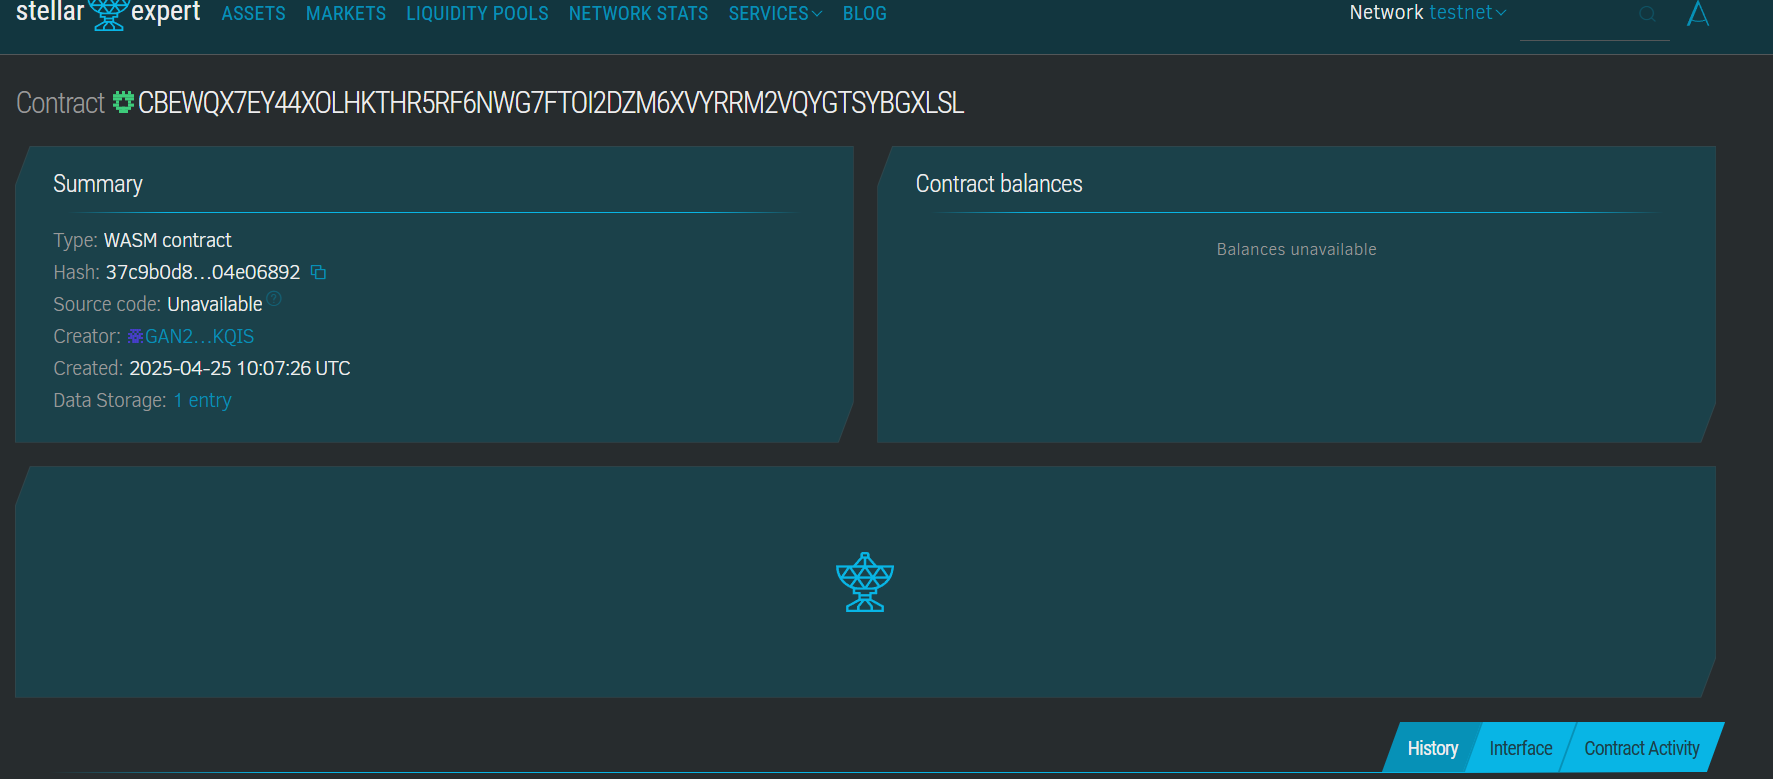 stellar expert ASSETS MARKETS LIQUIDITY POOLS NETWORK STATS SERVICES BLOG Network testnet
Contract CBEWQX7EY44XOLHKTHR5RF6NWG7FTOI2DZM6XVYRRM2VQYGTSYBGXLSL
Summary
Type: WASM contract
Hash: 37c9b0d8...04e06892
Source code: Unavailable ?
Creator: GAN2...KQIS
Created: 2025-04-25 10:07:26 UTC
Data Storage: 1 entry
Contract balances
Balances unavailable
History Interface Contract Activity